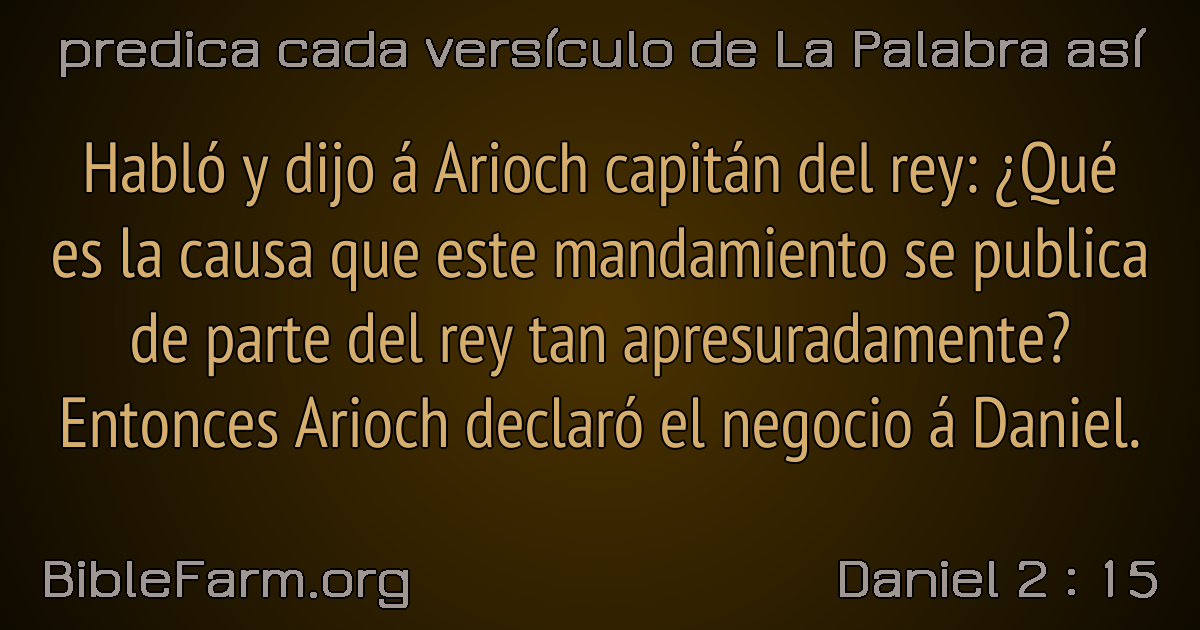 predica cada versículo de La Palabra así
Habló y dijo á Arioch capitán del rey: ¿Qué
es la causa que este mandamiento se publica
de parte del rey tan apresuradamente?
Entonces Arioch declaró el negocio á Daniel.
BibleFarm.org
Daniel 2 : 15